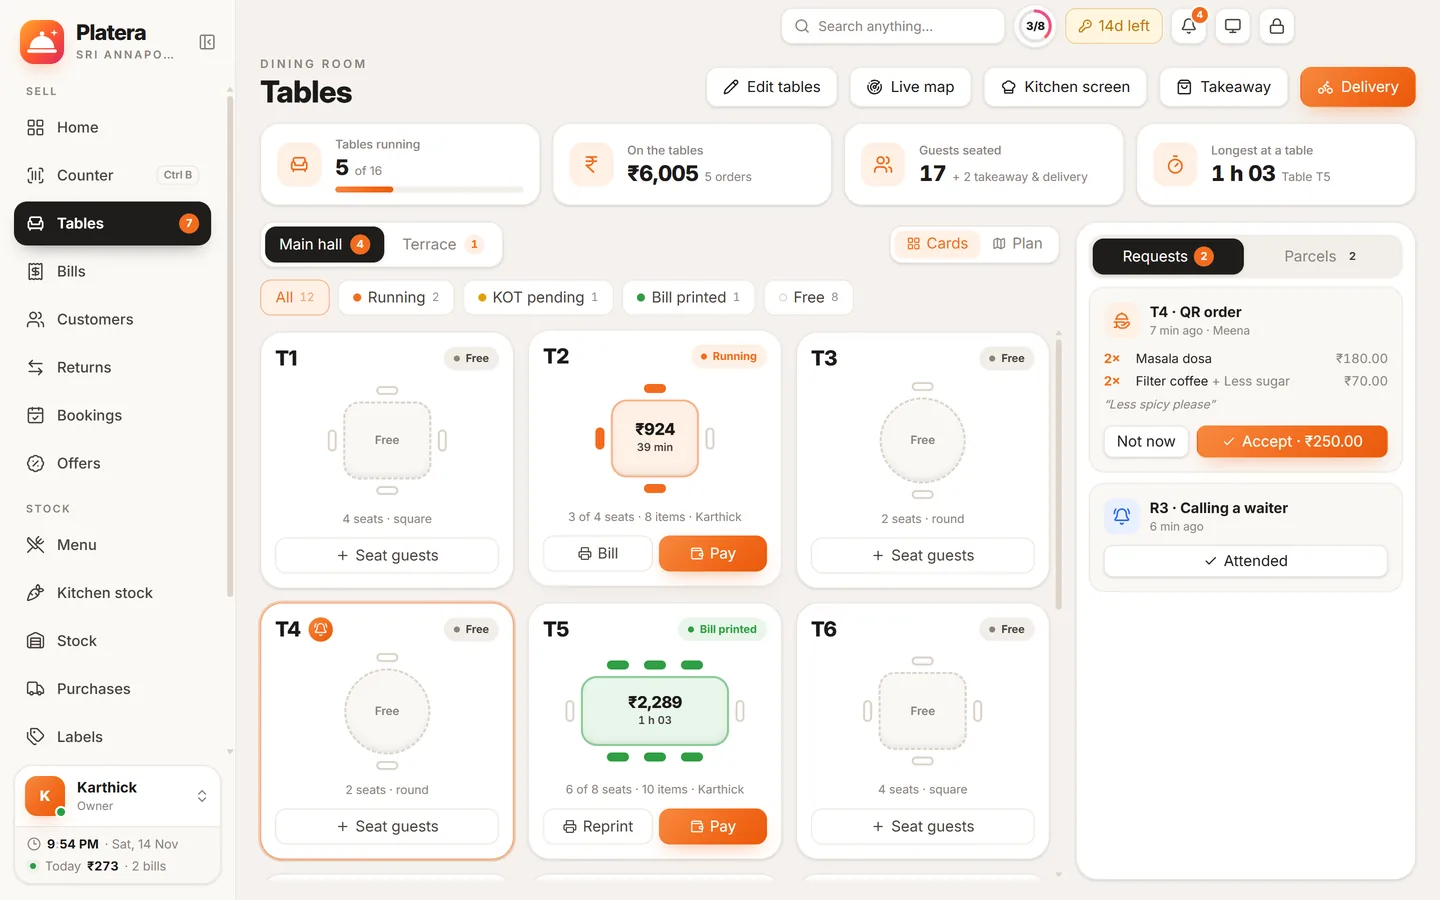 Platera
SRI ANNAPO...
SELL
Home
Counter Ctrl B
Tables 7
Bills
Customers
Returns
Bookings
Offers
STOCK
Menu
Kitchen stock
Stock
Purchases
Labels
K Karthick
Owner
9:54 PM · Sat, 14 Nov
Today ₹273 · 2 bills
Search anything...
3/8
14d left
4
DINING ROOM
Tables
Edit tables
Live map
Kitchen screen
Takeaway
Delivery
Tables running
5 of 16
On the tables
₹6,005 5 orders
Guests seated
17 + 2 takeaway & delivery
Longest at a table
1 h 03 Table T5
Main hall 4
Terrace 1
Cards
Plan
All 12
Running 2
KOT pending 1
Bill printed 1
Free 8
T1 Free
Free
4 seats · square
+ Seat guests
T2 Running
₹924
39 min
3 of 4 seats · 8 items · Karthick
Bill
Pay
T3 Free
Free
2 seats · round
+ Seat guests
T4 Free
Free
2 seats · round
+ Seat guests
T5 Bill printed
₹2,289
1 h 03
6 of 8 seats · 10 items · Karthick
Reprint
Pay
T6 Free
Free
4 seats · square
+ Seat guests
Requests 2
Parcels 2
T4 · QR order
7 min ago · Meena
2× Masala dosa ₹180.00
2× Filter coffee + Less sugar ₹70.00
“Less spicy please”
Not now
Accept · ₹250.00
R3 · Calling a waiter
6 min ago
Attended